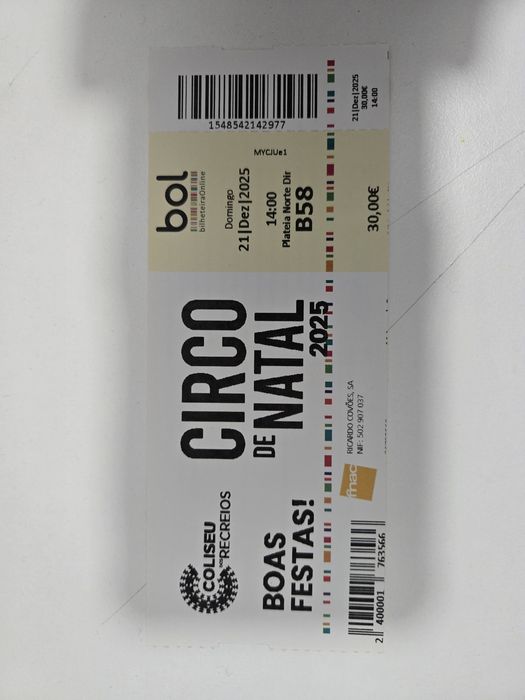 COLISEU
DOS RECREIOS
BOAS
FESTAS!
CIRCO
DE NATAL
2025
2 400001 763566
fnac
RICARDO COVÕES, SA
NIF: 502 907 037
bol
bilheteiraOnline
Domingo
21|Dez|2025
14:00
Plateia Norte Dir
B58
30,00€
MYCJUe1
1548542142977
21|Dez|2025
30,00€
14:00